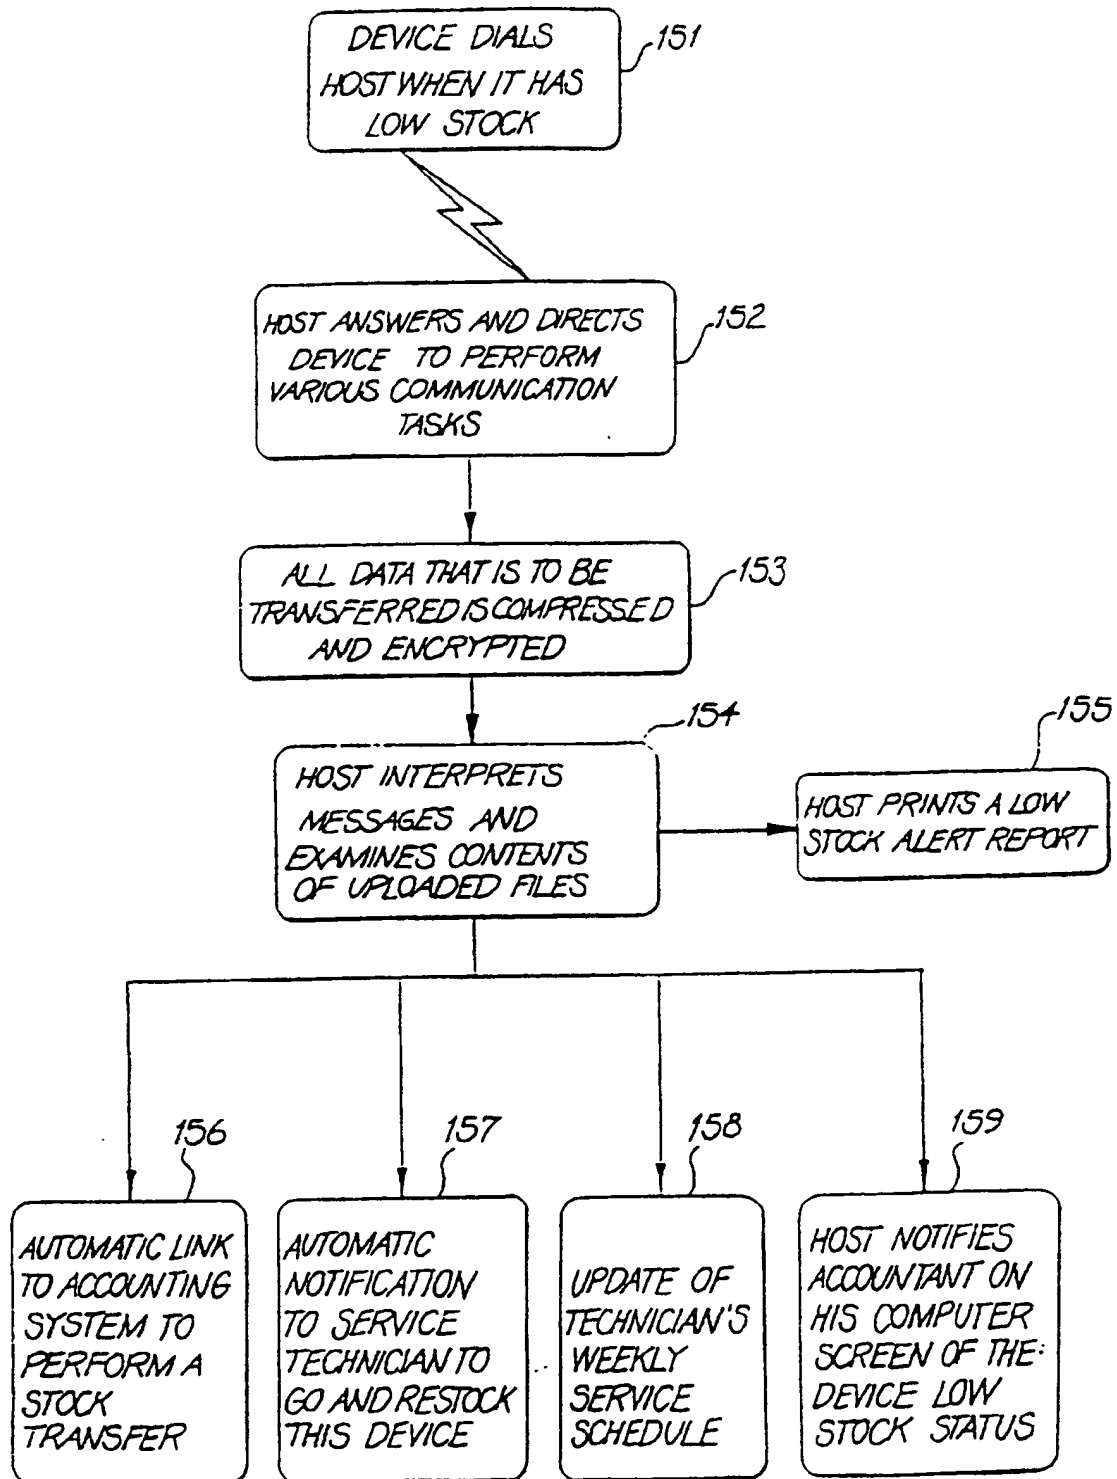 DEVICE DIALS
HOST WHEN IT HAS
LOW STOCK
151
HOST ANSWERS AND DIRECTS
DEVICE TO PERFORM
VARIOUS COMMUNICATION
TASKS
152
ALL DATA THAT IS TO BE
TRANSFERRED IS COMPRESSED
AND ENCRYPTED
153
HOST INTERPRETS
MESSAGES AND
EXAMINES CONTENTS
OF UPLOADED FILES
154
HOST PRINTS A LOW
STOCK ALERT REPORT
155
AUTOMATIC LINK
TO ACCOUNTING
SYSTEM TO
PERFORM A
STOCK
TRANSFER
156
AUTOMATIC
NOTIFICATION
TO SERVICE
TECHNICIAN TO
GO AND RESTOCK
THIS DEVICE
157
UPDATE OF
TECHNICIAN'S
WEEKLY
SERVICE
SCHEDULE
158
HOST NOTIFIES
ACCOUNTANT ON
HIS COMPUTER
SCREEN OF THE
DEVICE LOW
STOCK STATUS
159